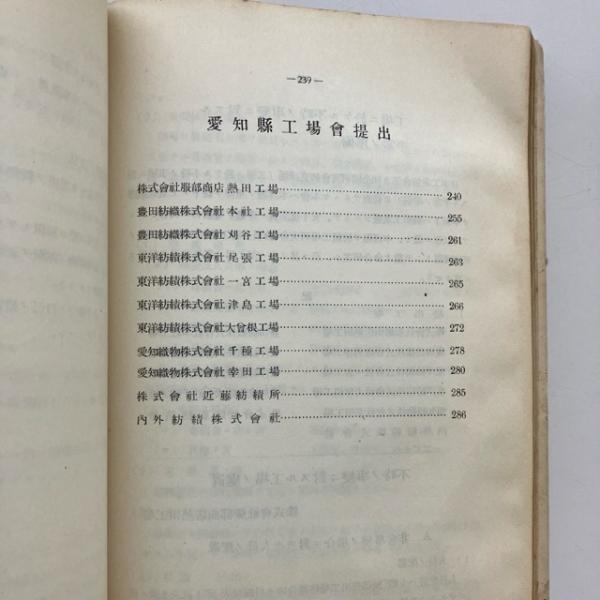 —239—
愛知縣工場會提出
株式會社服部商店熱田工場…………240
豊田紡織株式會社本社工場…………255
豊田紡織株式會社刈谷工場…………261
東洋紡績株式會社尾張工場…………263
東洋紡績株式會社一宮工場…………265
東洋紡績株式會社津島工場…………266
東洋紡績株式會社大曾根工場…………272
愛知織物株式會社千種工場…………278
愛知織物株式會社幸田工場…………280
株式會社近藤紡績所…………285
內外紡績株式會社…………286